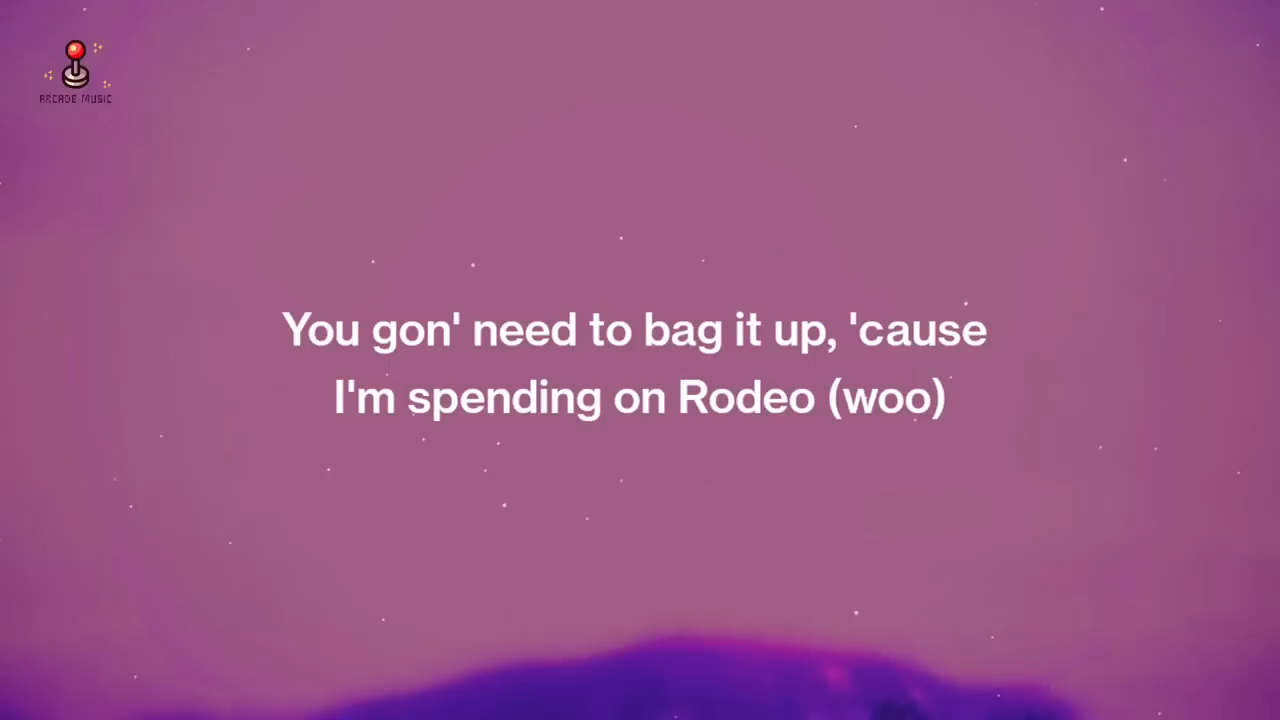 ARCADE MUSIC
You gon' need to bag it up, 'cause
I'm spending on Rodeo (woo)